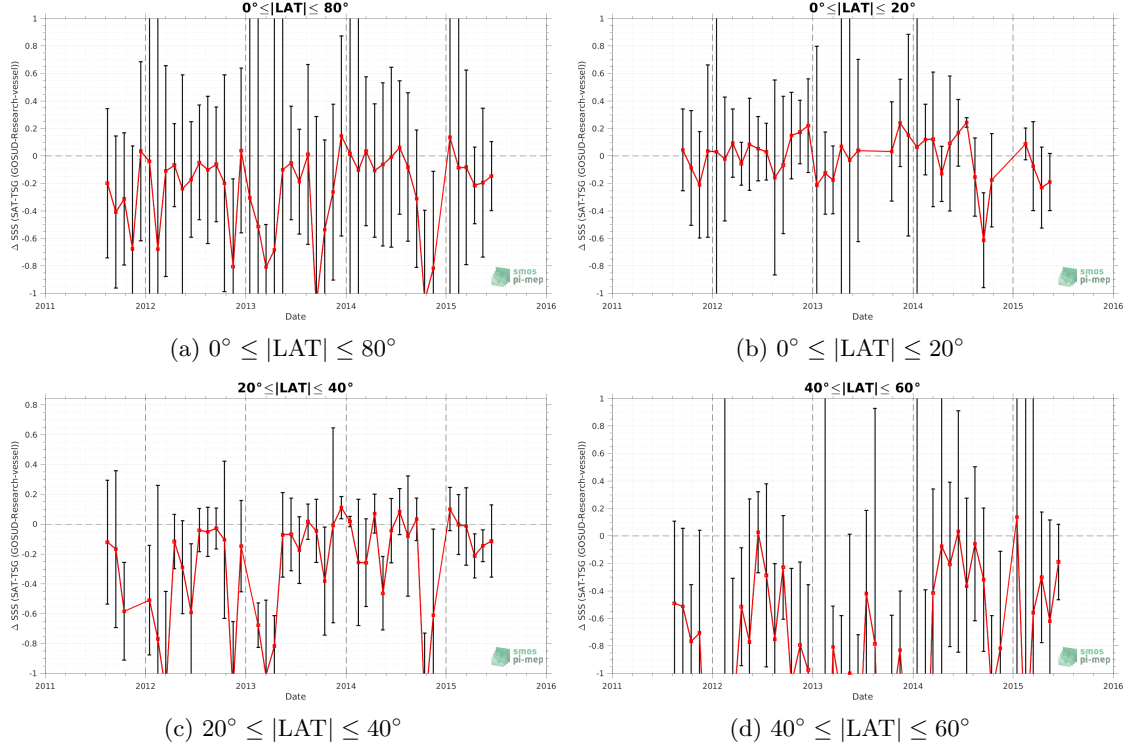 0°≤|LAT|≤ 80°
Δ SSS (SAT-TSG (GOSUD-Research-vessel))
1
0.8
0.6
0.4
0.2
0
-0.2
-0.4
-0.6
-0.8
-1
smos
pi-mep
2011
2012
2013
2014
2015
2016
Date
(a) 0° ≤ |LAT| ≤ 80°
0°≤|LAT|≤ 20°
Δ SSS (SAT-TSG (GOSUD-Research-vessel))
1
0.8
0.6
0.4
0.2
0
-0.2
-0.4
-0.6
-0.8
-1
smos
pi-mep
2011
2012
2013
2014
2015
2016
Date
(b) 0° ≤ |LAT| ≤ 20°
20°≤|LAT|≤ 40°
Δ SSS (SAT-TSG (GOSUD-Research-vessel))
0.8
0.6
0.4
0.2
0
-0.2
-0.4
-0.6
-0.8
-1
smos
pi-mep
2011
2012
2013
2014
2015
2016
Date
(c) 20° ≤ |LAT| ≤ 40°
40°≤|LAT|≤ 60°
Δ SSS (SAT-TSG (GOSUD-Research-vessel))
1
0.8
0.6
0.4
0.2
0
-0.2
-0.4
-0.6
-0.8
-1
smos
pi-mep
2011
2012
2013
2014
2015
2016
Date
(d) 40° ≤ |LAT| ≤ 60°